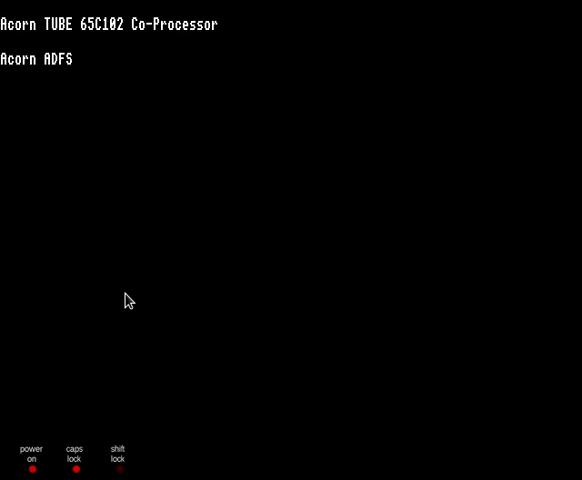 Acorn TUBE 65C102 Co-Processor
Acorn ADFS
power on
caps lock
shift lock